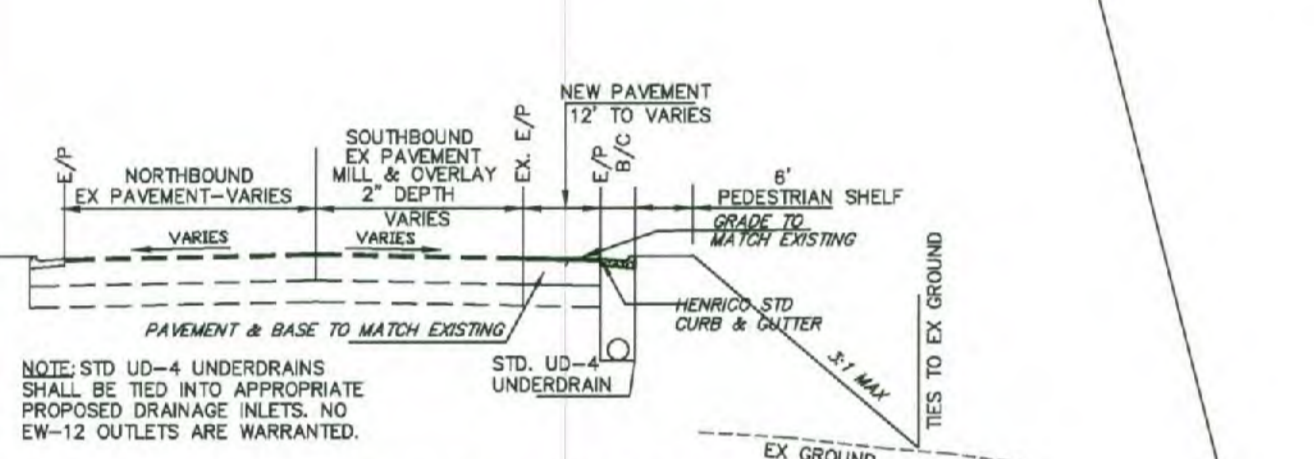 NEW PAVEMENT
12' TO VARIES
E/P
NORTHBOUND
EX PAVEMENT-VARIES
SOUTHBOUND
EX PAVEMENT
MILL & OVERLAY
2" DEPTH
VARIES
EX. E/P
E/P
B/C
6'
PEDESTRIAN SHELF
GRADE TO
MATCH EXISTING
VARIES
VARIES
HENRICO STD
CURB & GUTTER
PAVEMENT & BASE TO MATCH EXISTING
3:1 MAX
TIES TO EX GROUND
STD. UD-4
UNDERDRAIN
NOTE: STD UD-4 UNDERDRAINS
SHALL BE TIED INTO APPROPRIATE
PROPOSED DRAINAGE INLETS. NO
EW-12 OUTLETS ARE WARRANTED.
EX GROUND